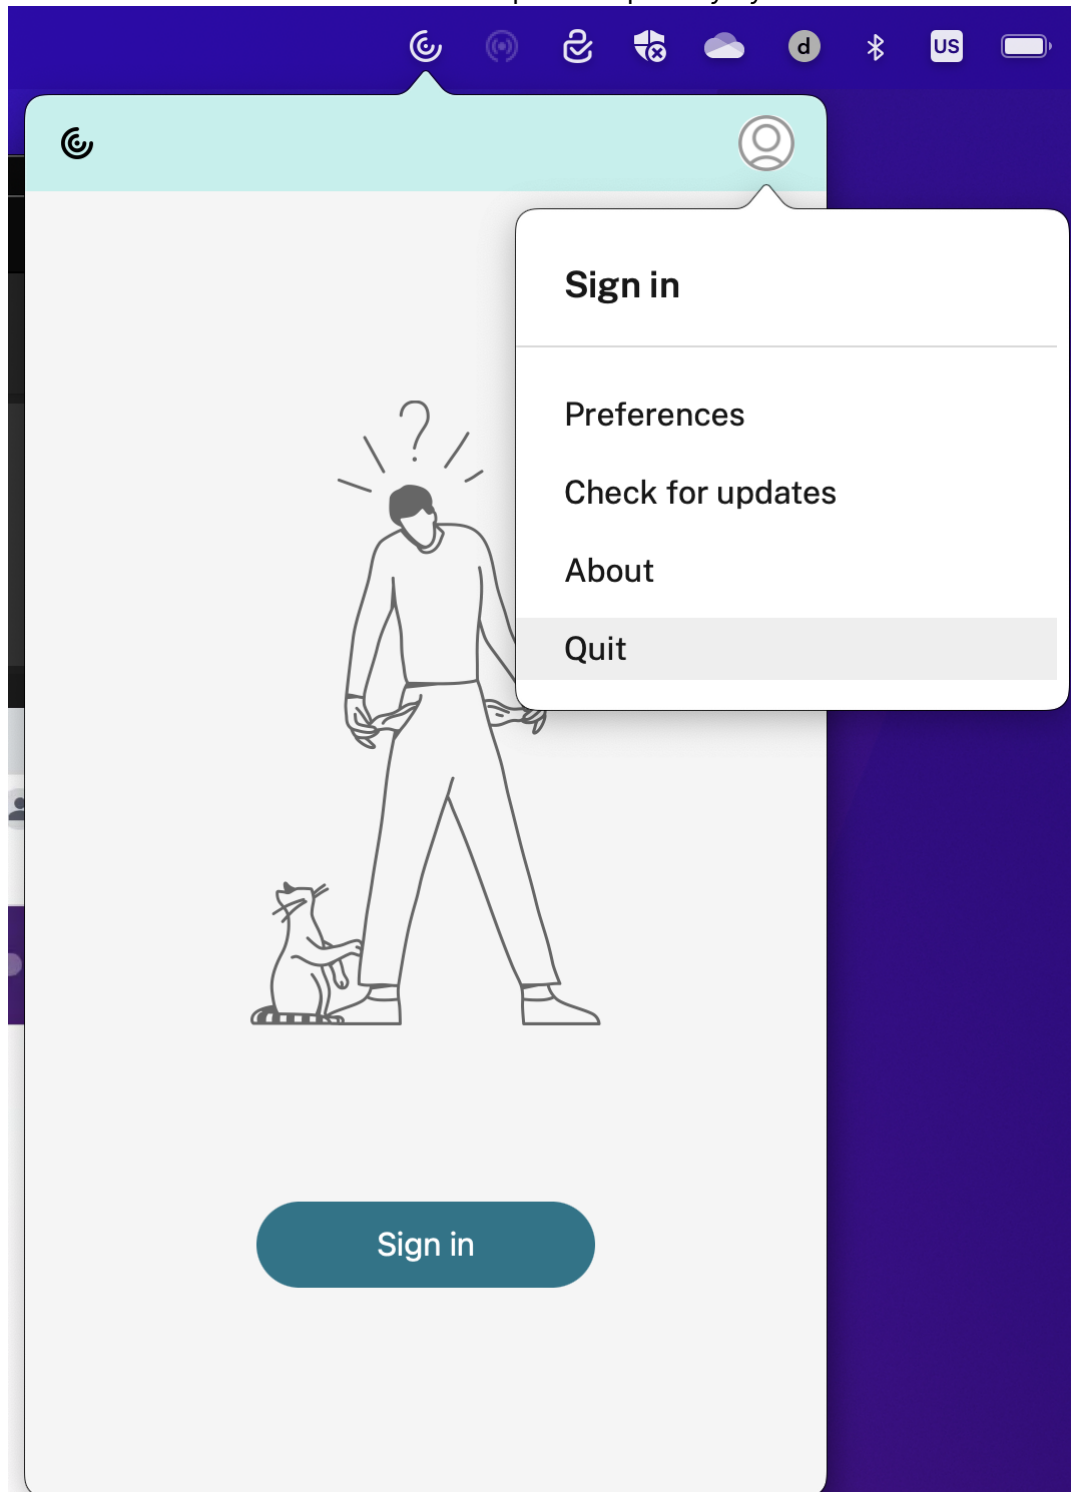 d
US
Sign in
Preferences
Check for updates
About
Quit
?
Sign in